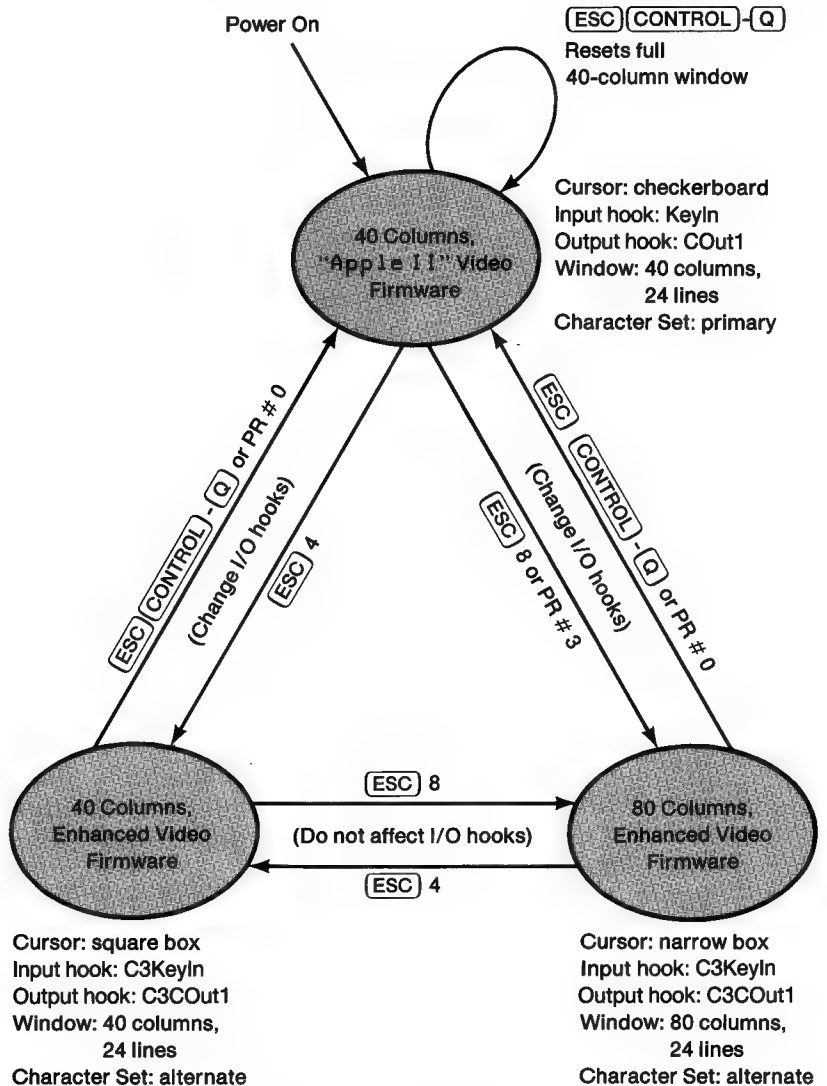 Power On
ESC CONTROL-Q
Resets full
40-column window
Cursor: checkerboard
Input hook: KeyIn
Output hook: COut1
Window: 40 columns,
24 lines
Character Set: primary
40 Columns,
"Apple II" Video
Firmware
ESC CONTROL-Q or PR # 0
(Change I/O hooks)
ESC 4
ESC 8 or PR # 3
(Change I/O hooks)
ESC CONTROL-Q or PR # 0
40 Columns,
Enhanced Video
Firmware
ESC 8
(Do not affect I/O hooks)
ESC 4
80 Columns,
Enhanced Video
Firmware
Cursor: square box
Input hook: C3KeyIn
Output hook: C3COut1
Window: 40 columns,
24 lines
Character Set: alternate
Cursor: narrow box
Input hook: C3KeyIn
Output hook: C3COut1
Window: 80 columns,
24 lines
Character Set: alternate